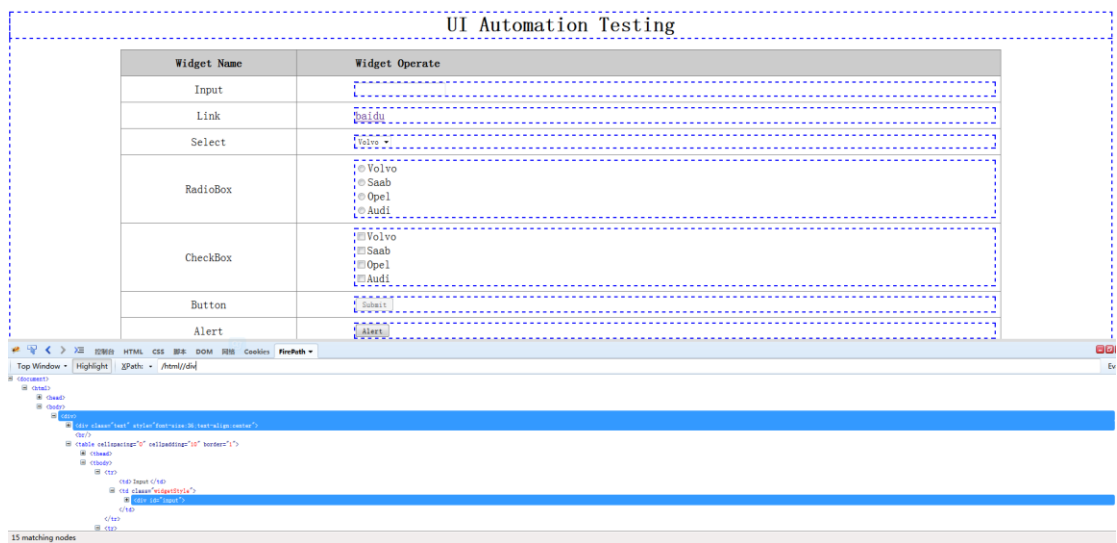 UI Automation Testing
Widget Name Widget Operate
Input
Link baidu
Select Volvo
RadioBox
Volvo
Saab
Opel
Audi
CheckBox
Volvo
Saab
Opel
Audi
Button Submit
Alert Alert
控制台 HTML CSS 脚本 DOM 网络 Cookies FirePath
Top Window Highlight XPath: /html//div Ev
<document>
<html>
<head>
<body>
<div>
<div class="text" style="font-size:36;text-align:center">
<br/>
<table cellspacing="0" cellpadding="10" border="1">
<thead>
<tbody>
<tr>
<td>Input</td>
<td class="widgetStyle">
<div id="input">
</td>
</tr>
<tr>
15 matching nodes